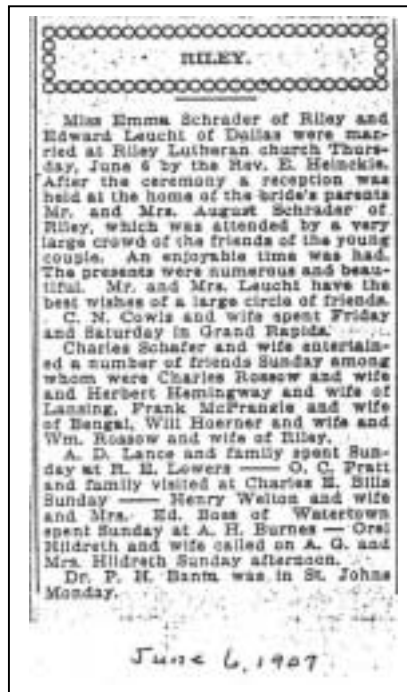 RILEY.
Miss Emma Schrader of Riley and
Edward Leucht of Dallas were mar-
ried at Riley Lutheran church Thurs-
day, June 6 by the Rev. E. Heinckie.
After the ceremony a reception was
held at the home of the bride's parents
Mr. and Mrs. August Schrader of
Riley, which was attended by a very
large crowd of the friends of the young
couple. An enjoyable time was had.
The presents were numerous and beau-
tiful. Mr. and Mrs. Leucht have the
best wishes of a large circle of friends.
C. N. Cowls and wife spent Friday
and Saturday in Grand Rapids.
Charles Schafer and wife entertain-
ed a number of friends Sunday among
whom were Charles Rossow and wife
and Herbert Hemingway and wife of
Lansing, Frank and wife
of Bengal, Will Hoerner and wife and
Wm. Rossow and wife of Riley.
A. D. Lance and family spent Sun-
day at R. E. Lowers — O. C. Pratt
and family visited at Charles E. Bills
Sunday — Henry Welton and wife
and Mrs. Ed. Boss of Watertown
spent Sunday at A. H. Burnes — Orel
Hildreth and wife called on A. G. and
Mrs. Hildreth Sunday afternoon.
Dr. P. H. Banta was in St. Johns
Monday.
June 6, 1907